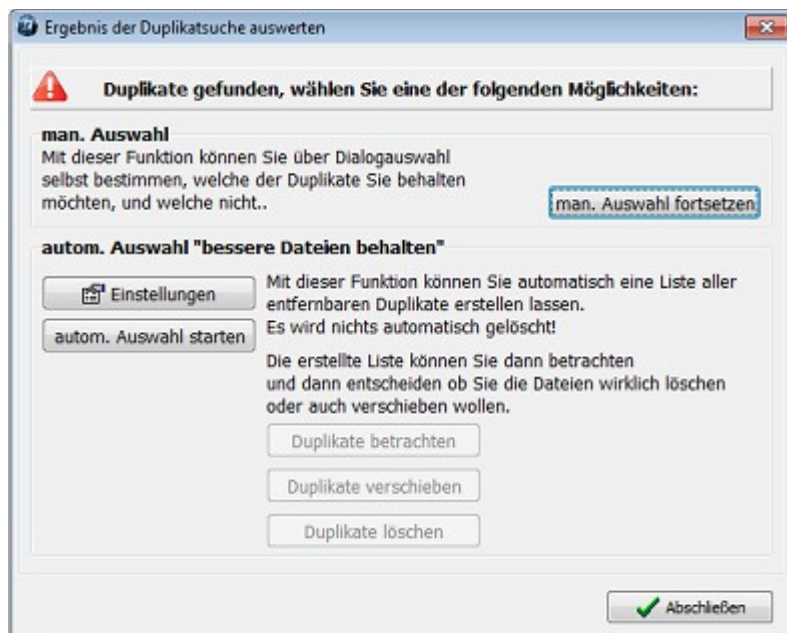 Ergebnis der Duplikatsuche auswerten
Duplikate gefunden, wählen Sie eine der folgenden Möglichkeiten:
man. Auswahl
Mit dieser Funktion können Sie über Dialogauswahl
selbst bestimmen, welche der Duplikate Sie behalten
möchten, und welche nicht..
man. Auswahl fortsetzen
autom. Auswahl "bessere Dateien behalten"
Einstellungen
autom. Auswahl starten
Mit dieser Funktion können Sie automatisch eine Liste aller
entfernbaren Duplikate erstellen lassen.
Es wird nichts automatisch gelöscht!
Die erstellte Liste können Sie dann betrachten
und dann entscheiden ob Sie die Dateien wirklich löschen
oder auch verschieben wollen.
Duplikate betrachten
Duplikate verschieben
Duplikate löschen
Abschließen